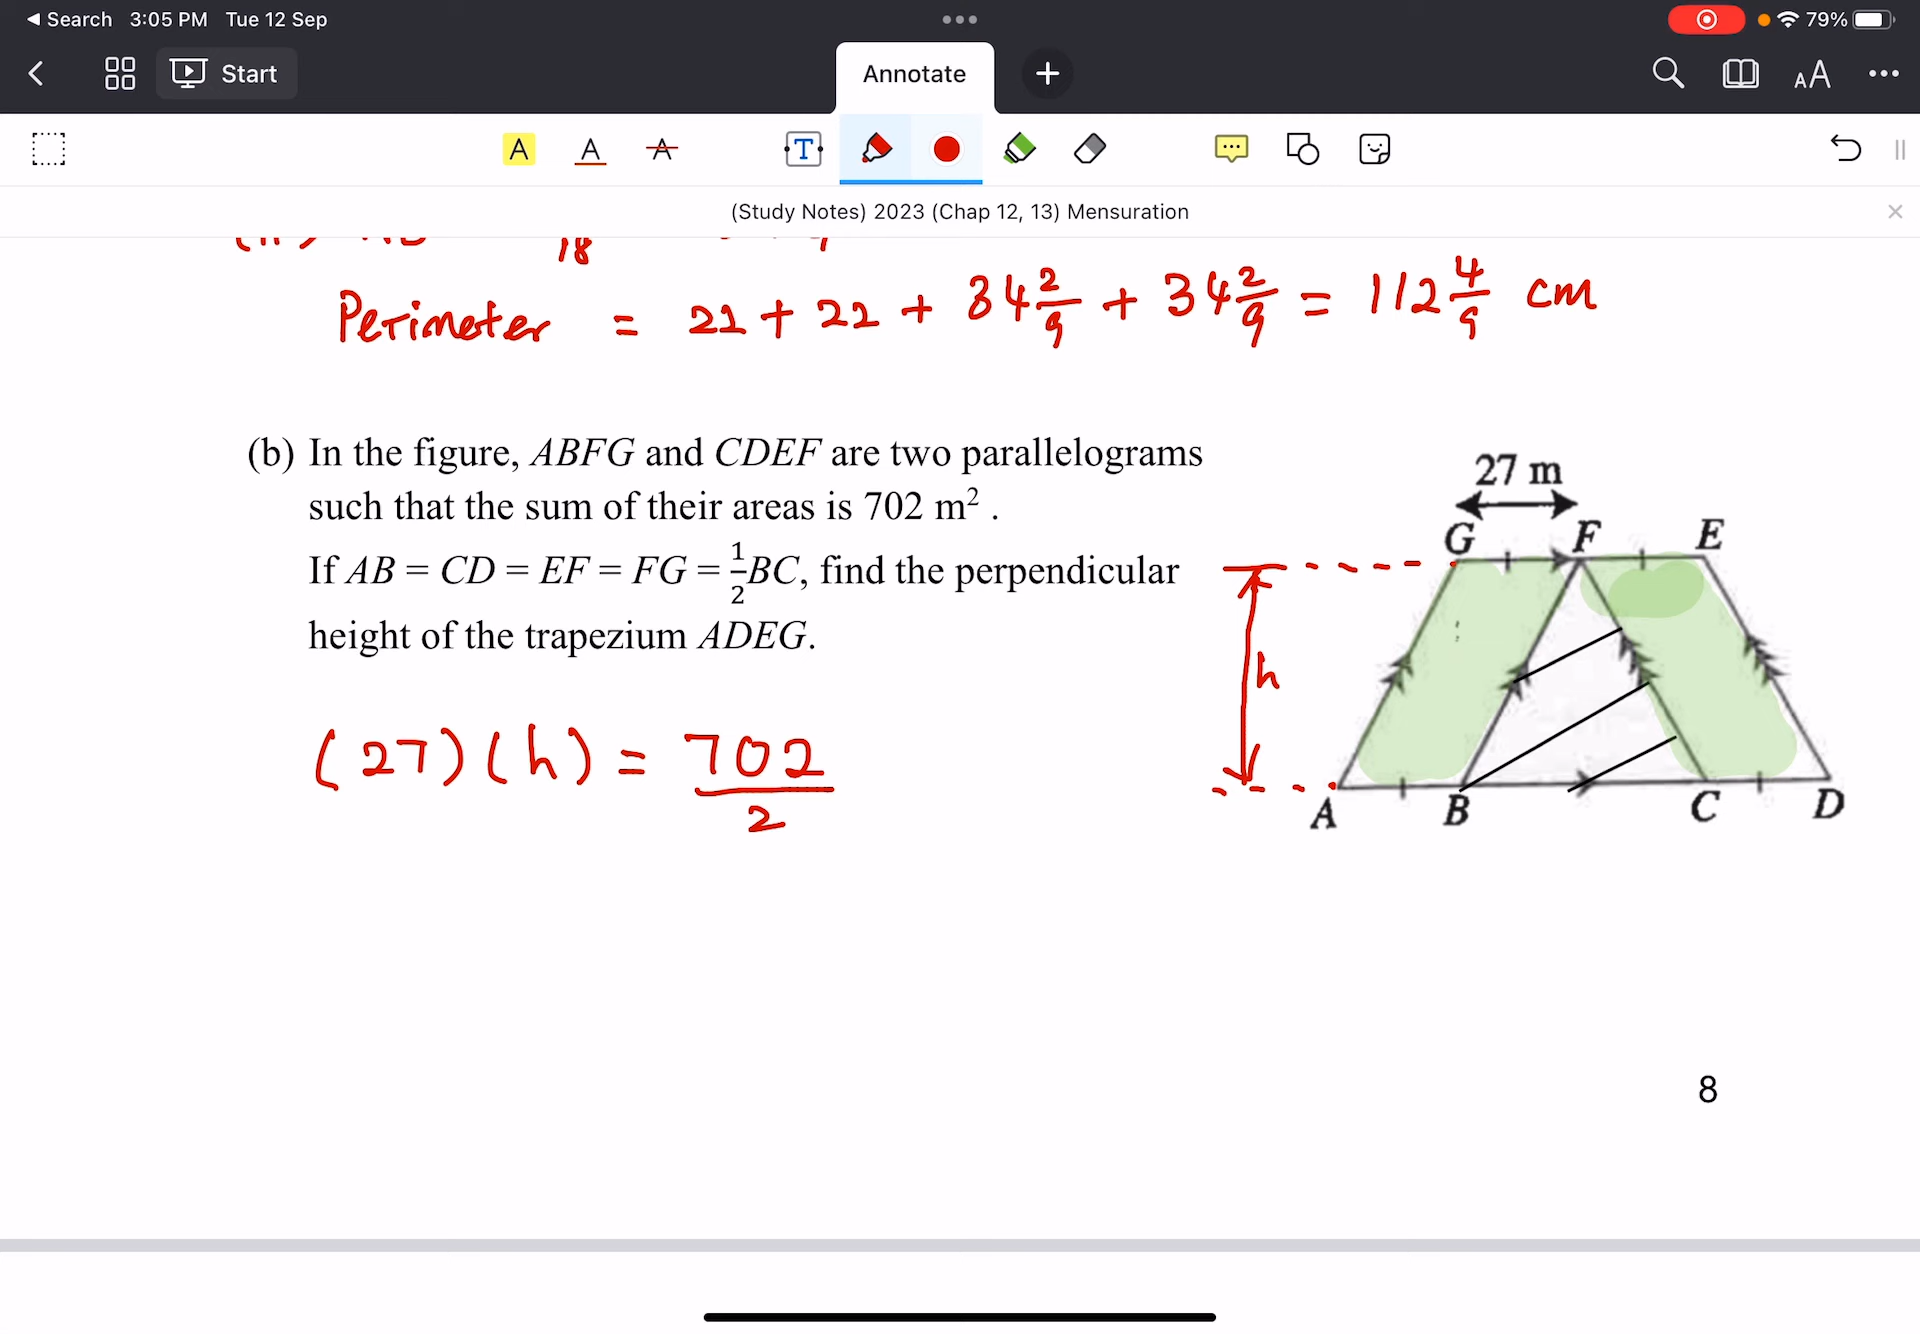 Search 3:05 PM Tue 12 Sep
79%
Start
Annotate
AA
A A A T
(Study Notes) 2023 (Chap 12, 13) Mensuration
18
Perimeter = 21 + 22 + 34 2/9 + 34 2/9 = 112 4/9 cm
(b) In the figure, ABFG and CDEF are two parallelograms
such that the sum of their areas is 702 m² .
If AB = CD = EF = FG = 1/2 BC, find the perpendicular
height of the trapezium ADEG.
27 m
G F E
h
A B C D
(27)(h) = 702/2
8